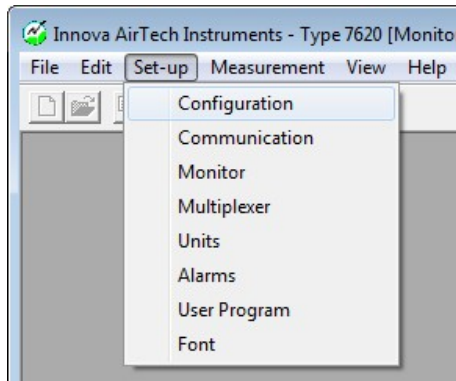 Innova AirTech Instruments - Type 7620 [Monito
File Edit Set-up Measurement View Help
Configuration
Communication
Monitor
Multiplexer
Units
Alarms
User Program
Font